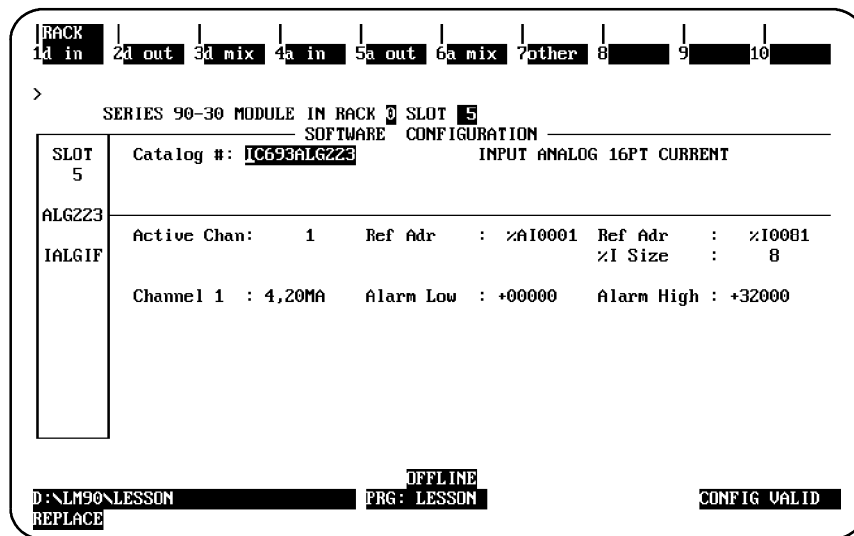 RACK
1d in 2d out 3d mix 4a in 5a out 6a mix 7other 8 9 10
>
SERIES 90-30 MODULE IN RACK 0 SLOT 5
SOFTWARE CONFIGURATION
SLOT Catalog #: IC693ALG223 INPUT ANALOG 16PT CURRENT
5
ALG223
Active Chan: 1 Ref Adr : %AI0001 Ref Adr : %I0081
IALGIF %I Size : 8
Channel 1 : 4,20MA Alarm Low : +00000 Alarm High : +32000
OFFLINE
D:\LM90\LESSON PRG: LESSON CONFIG VALID
REPLACE